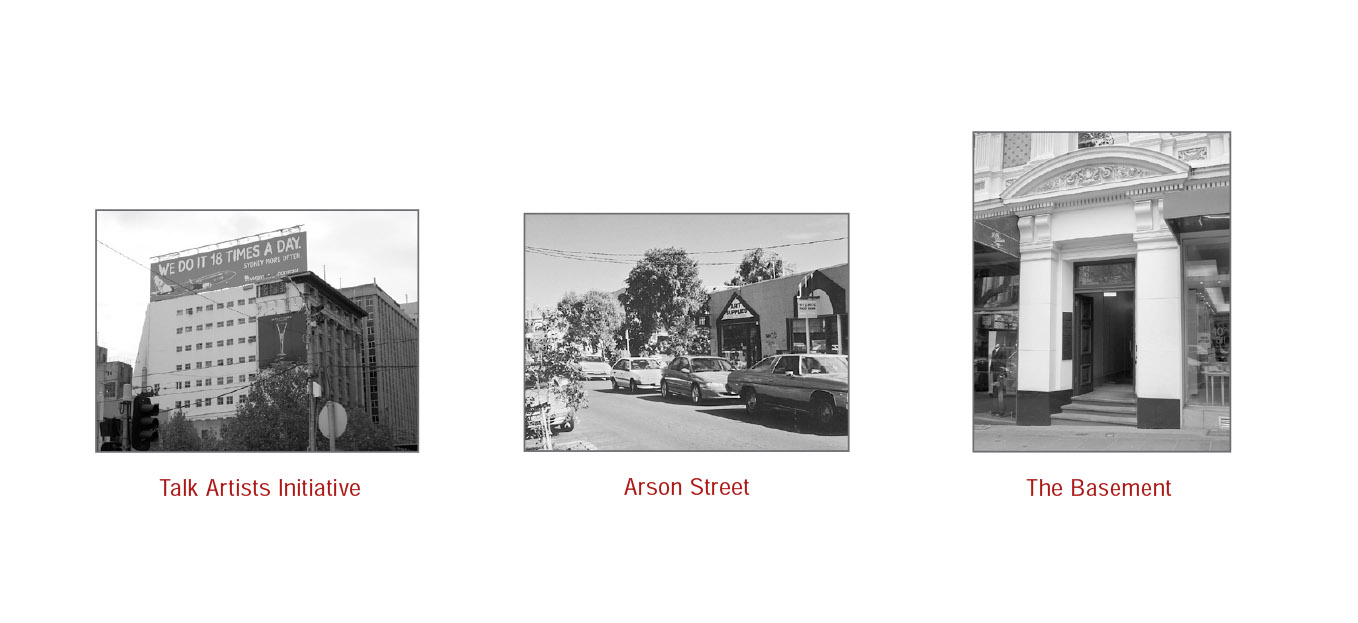 WE DO IT 18 TIMES A DAY.
SYDNEY MORE OFTEN.
ART
SUPPLIES
Talk Artists Initiative
Arson Street
The Basement